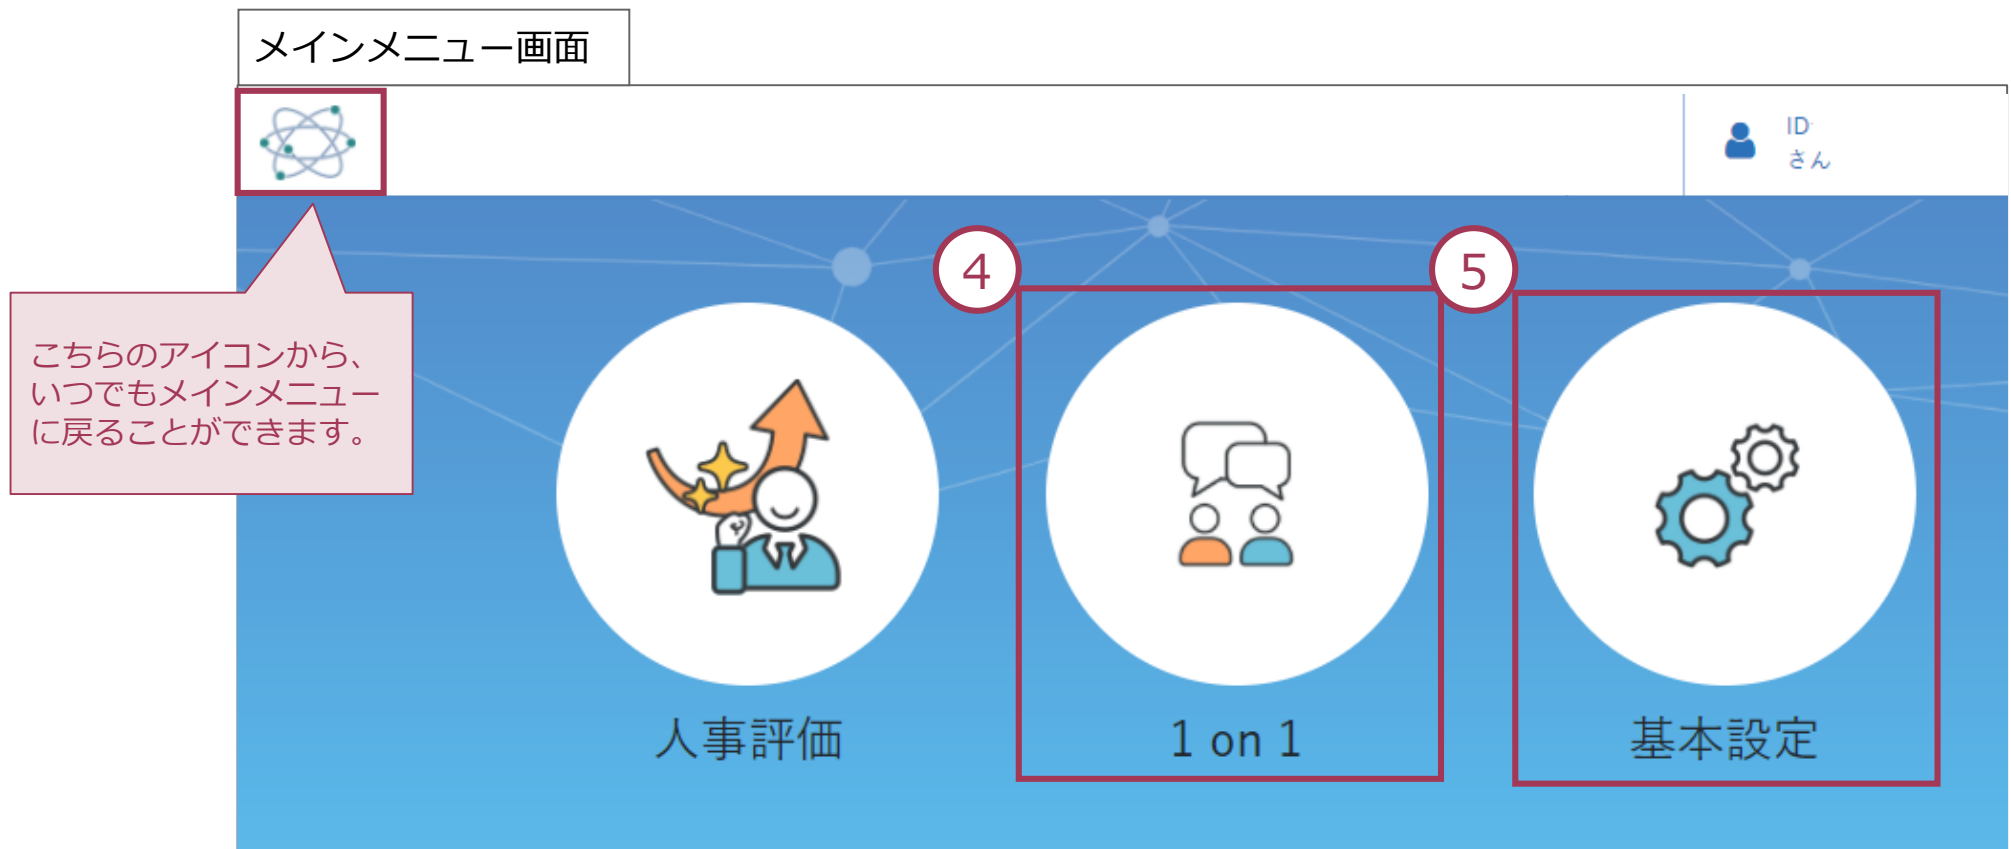 メインメニュー画面
ID
さん
④
⑤
こちらのアイコンから、
いつでもメインメニュー
に戻ることができます。
人事評価
1 on 1
基本設定